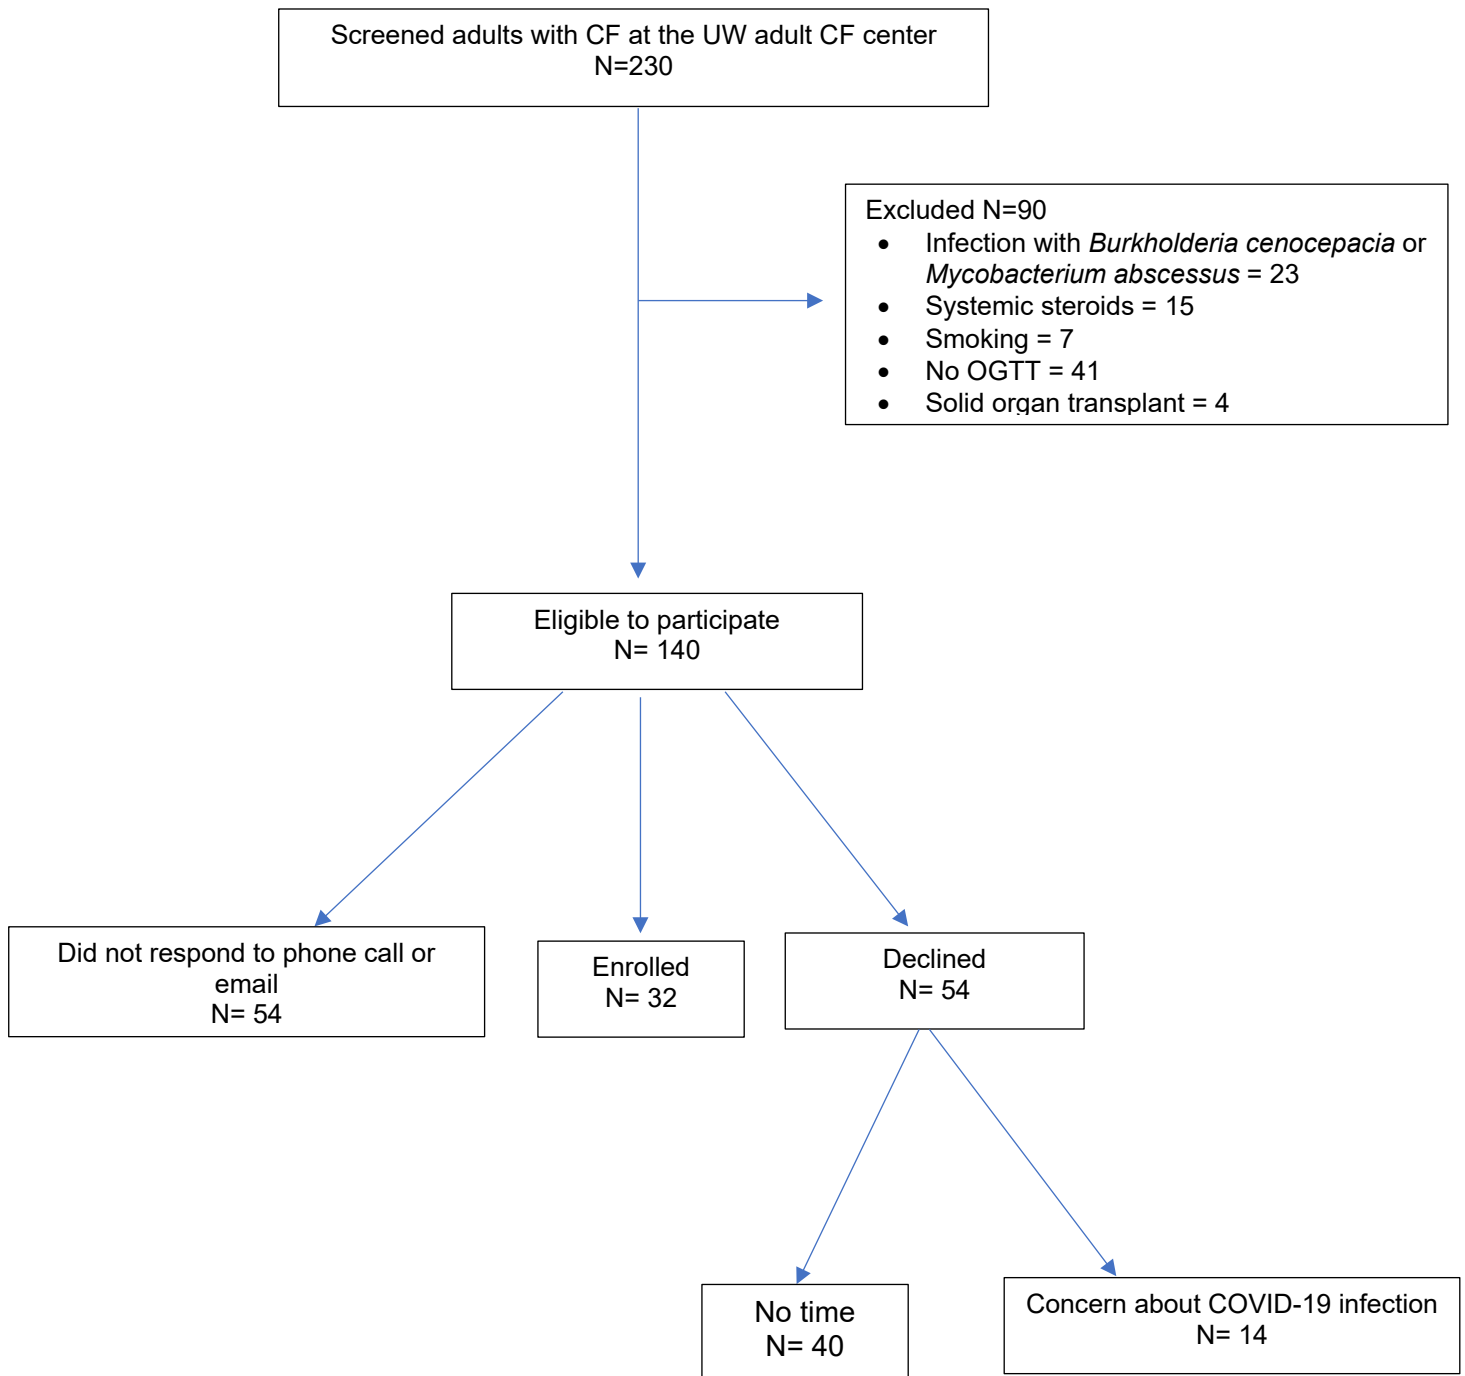 Screened adults with CF at the UW adult CF center
N=230
Excluded N=90
• Infection with Burkholderia cenocepacia or
Mycobacterium abscessus = 23
• Systemic steroids = 15
• Smoking = 7
• No OGTT = 41
• Solid organ transplant = 4
Eligible to participate
N= 140
Did not respond to phone call or
email
N= 54
Enrolled
N= 32
Declined
N= 54
No time
N= 40
Concern about COVID-19 infection
N= 14